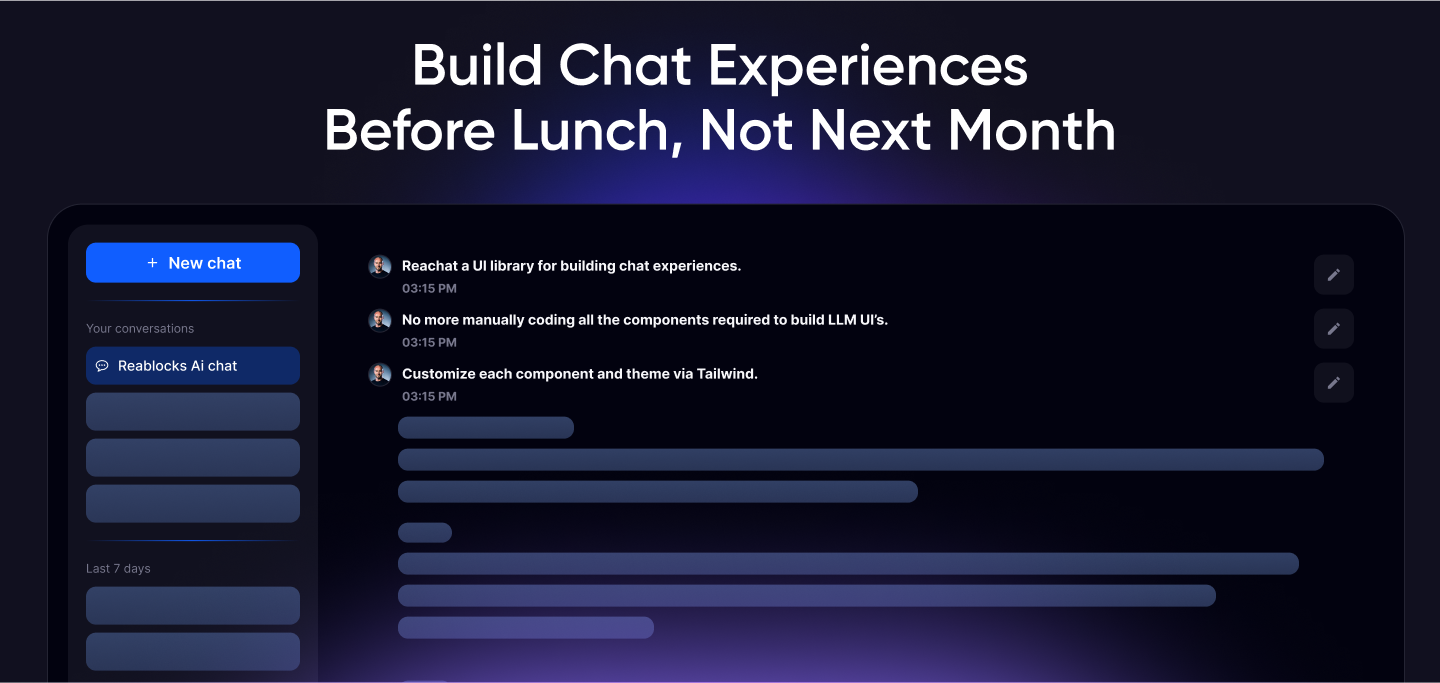 Build Chat Experiences
Before Lunch, Not Next Month
+ New chat
Your conversations
Reablocks Ai chat
Last 7 days
Reachat a UI library for building chat experiences.
03:15 PM
No more manually coding all the components required to build LLM UI's.
03:15 PM
Customize each component and theme via Tailwind.
03:15 PM